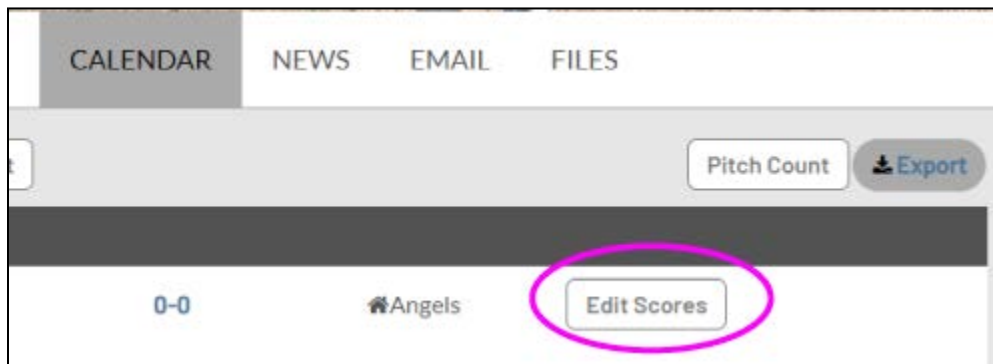 CALENDAR NEWS EMAIL FILES
Pitch Count Export
0-0 Angels Edit Scores